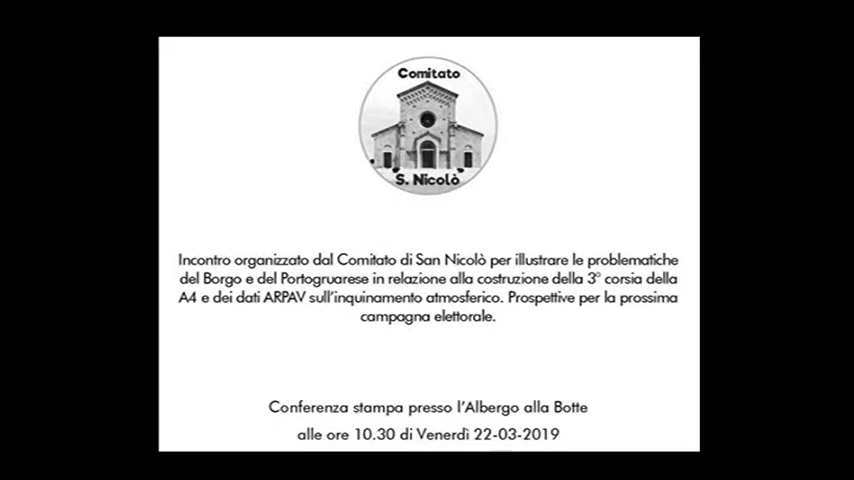 Comitato
S. Nicolò
Incontro organizzato dal Comitato di San Nicolò per illustrare le problematiche
del Borgo e del Portogruarese in relazione alla costruzione della 3° corsia della
A4 e dei dati ARPAV sull'inquinamento atmosferico. Prospettive per la prossima
campagna elettorale.
Conferenza stampa presso l'Albergo alla Botte
alle ore 10.30 di Venerdì 22-03-2019